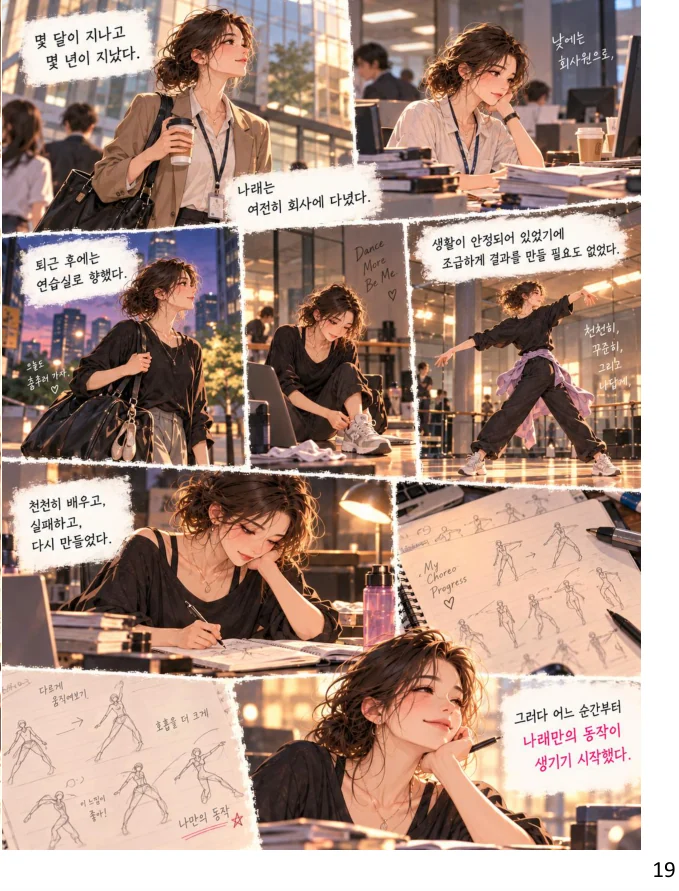 몇 달이 지나고
몇 년이 지났다.
낮에는
회사원으로,
나래는
여전히 회사에 다녔다.
퇴근 후에는
연습실로 향했다.
오늘도
춤추러 가자.
Dance
More
Be Me
생활이 안정되어 있었기에
조급하게 결과를 만들 필요도 없었다.
천천히,
꾸준히,
그리고
나답게.
천천히 배우고,
실패하고,
다시 만들었다.
My
Choreo
Progress
다르게
움직여보기
호흡을 더 크게
이 느낌이
좋아!
나만의 동작
그러다 어느 순간부터
나래만의 동작이
생기기 시작했다.
19